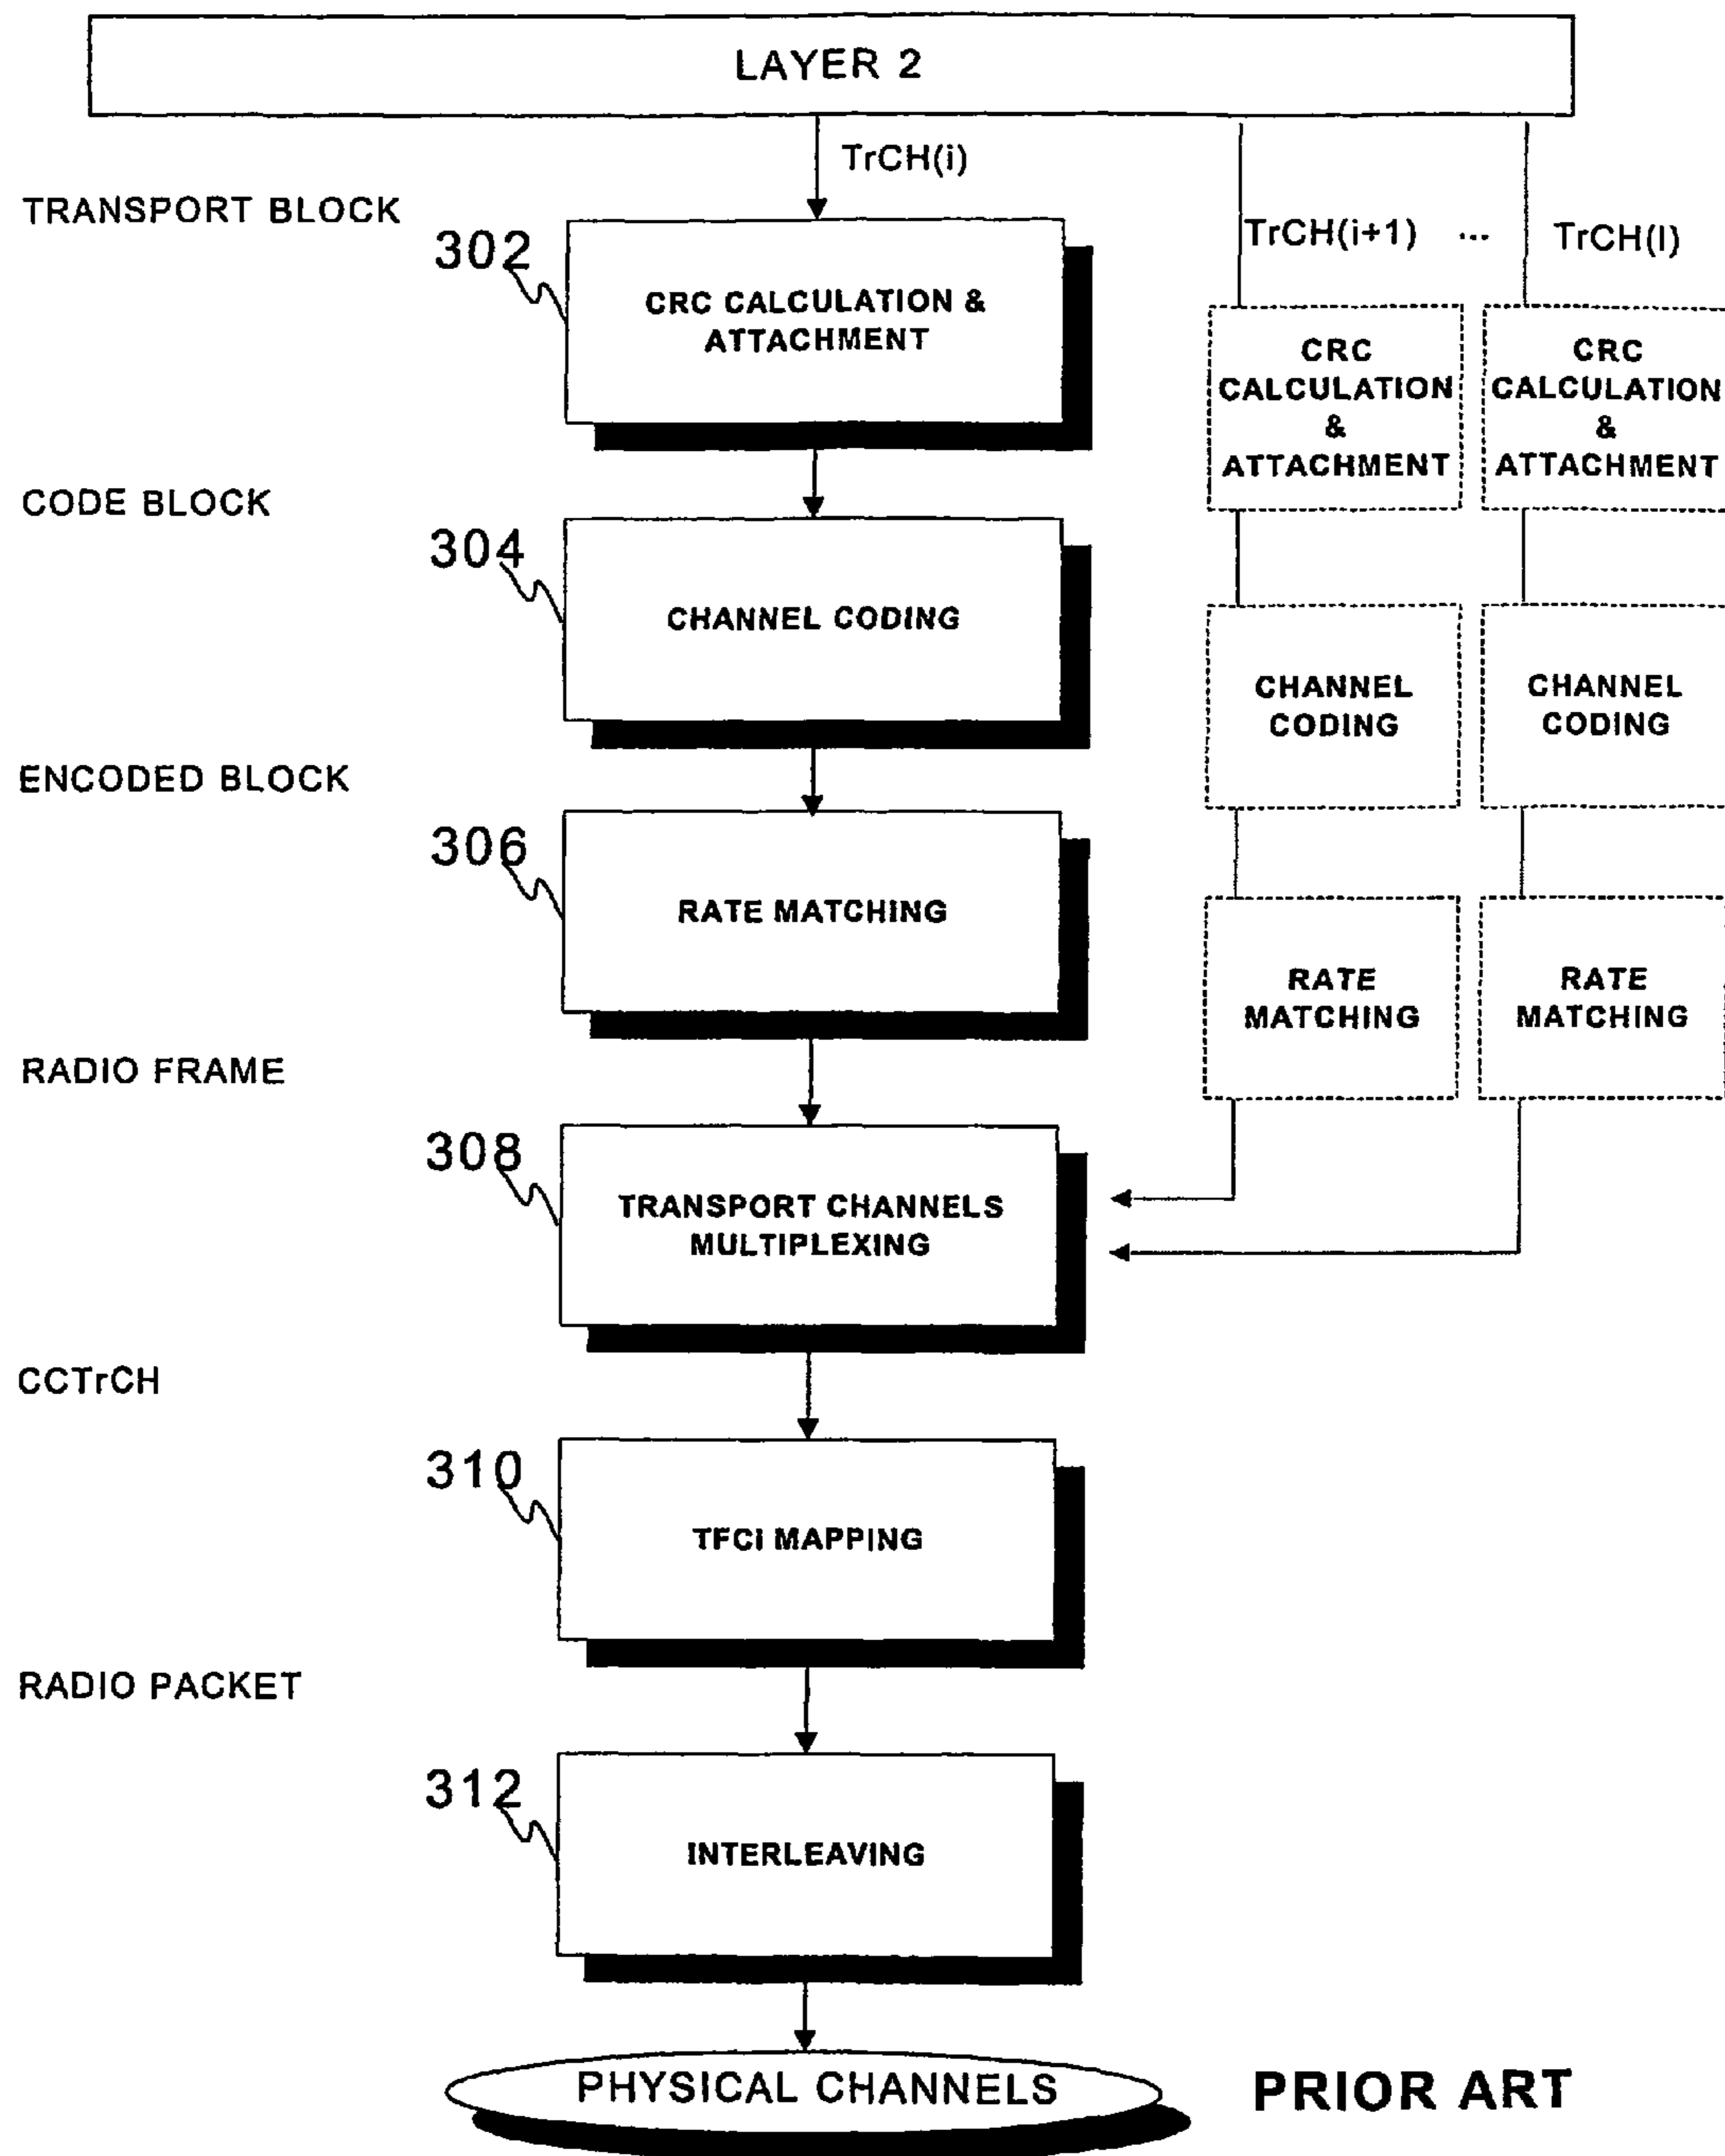 LAYER 2
TrCH(i)
TRANSPORT BLOCK
TrCH(i+1) ... TrCH(I)
302
CRC CALCULATION &
ATTACHMENT
CRC
CALCULATION
&
ATTACHMENT
CRC
CALCULATION
&
ATTACHMENT
CODE BLOCK
304
CHANNEL CODING
CHANNEL
CODING
CHANNEL
CODING
ENCODED BLOCK
306
RATE MATCHING
RATE
MATCHING
RATE
MATCHING
RADIO FRAME
308
TRANSPORT CHANNELS
MULTIPLEXING
CCTrCH
310
TFCI MAPPING
RADIO PACKET
312
INTERLEAVING
PHYSICAL CHANNELS
PRIOR ART